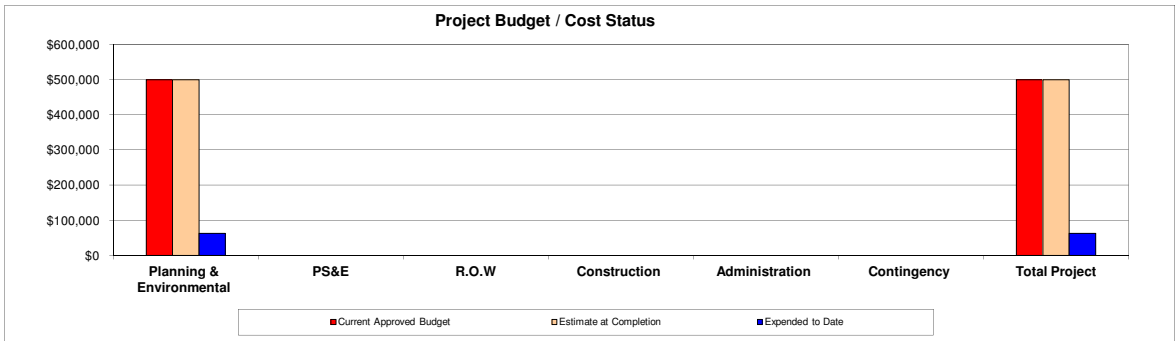 Project Budget / Cost Status
$600,000
$500,000
$400,000
$300,000
$200,000
$100,000
$0
Planning &
Environmental
PS&E
R.O.W
Construction
Administration
Contingency
Total Project
Current Approved Budget
Estimate at Completion
Expended to Date